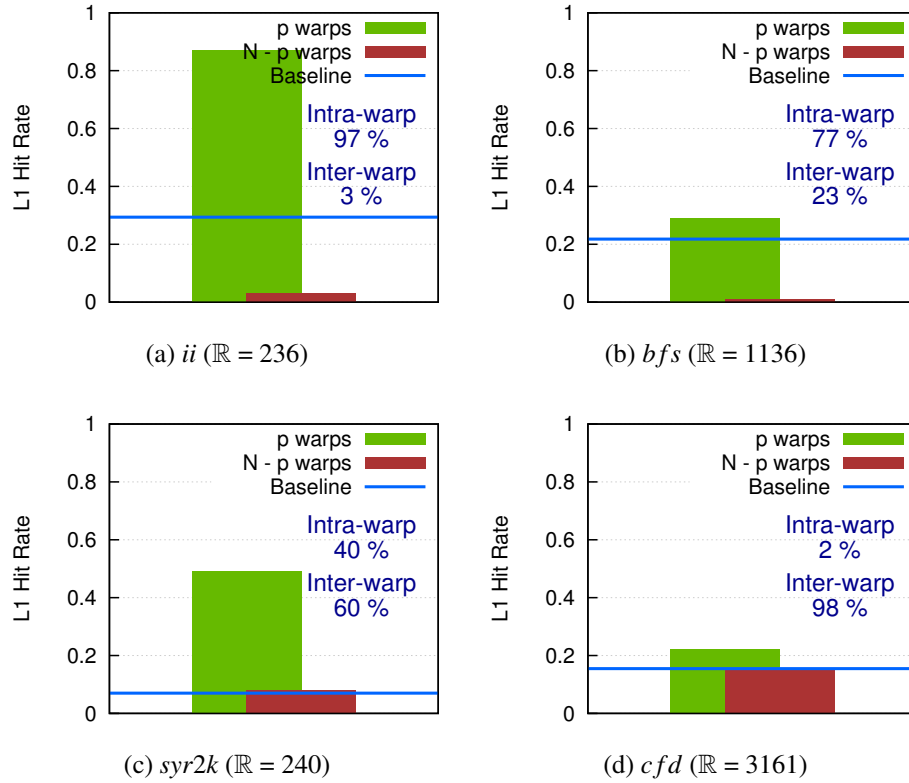 1
0.8
0.6
0.4
0.2
0
L1 Hit Rate
p warps
N - p warps
Baseline
Intra-warp
97 %
Inter-warp
3 %
(a) ii (ℝ = 236)
1
0.8
0.6
0.4
0.2
0
L1 Hit Rate
p warps
N - p warps
Baseline
Intra-warp
77 %
Inter-warp
23 %
(b) bfs (ℝ = 1136)
1
0.8
0.6
0.4
0.2
0
L1 Hit Rate
p warps
N - p warps
Baseline
Intra-warp
40 %
Inter-warp
60 %
(c) syr2k (ℝ = 240)
1
0.8
0.6
0.4
0.2
0
L1 Hit Rate
p warps
N - p warps
Baseline
Intra-warp
2 %
Inter-warp
98 %
(d) cfd (ℝ = 3161)